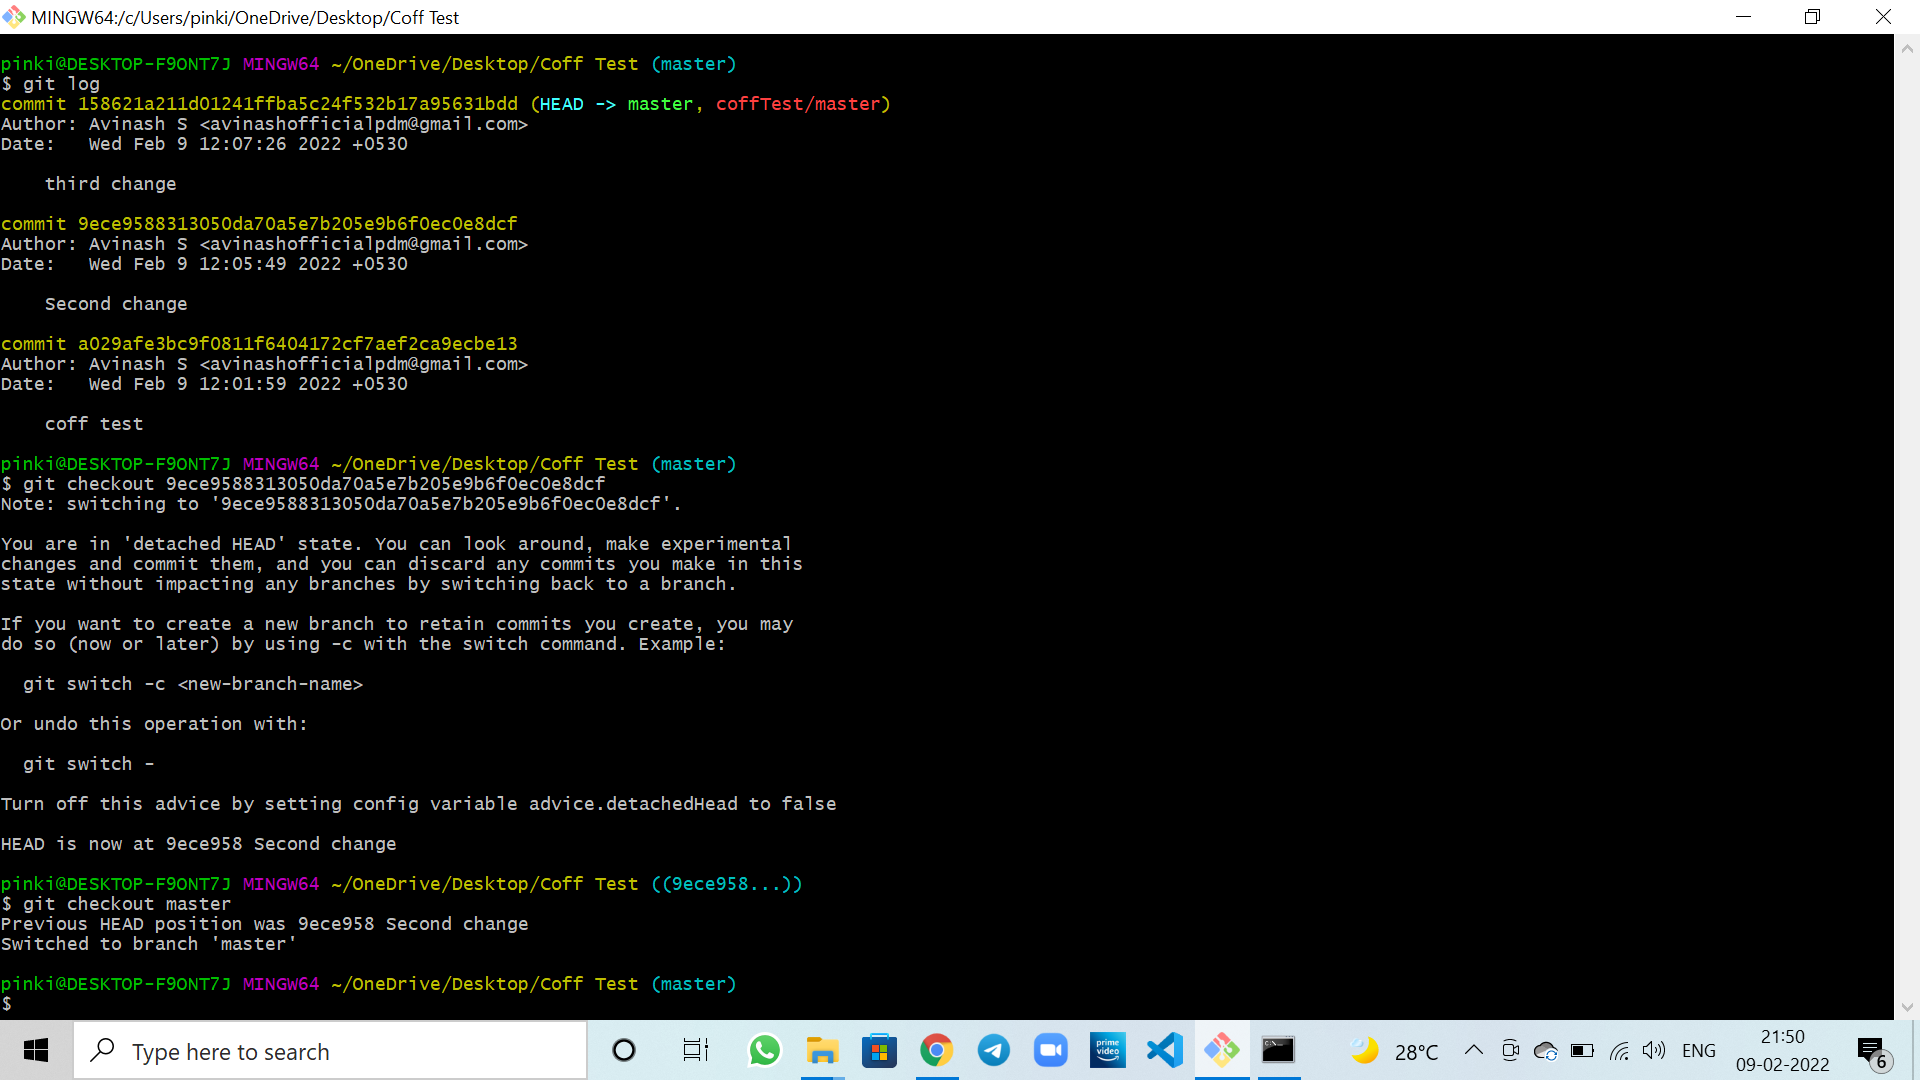 MINGW64:/c/Users/pinki/OneDrive/Desktop/Coff Test
pinki@DESKTOP-F9ONT7J MINGW64 ~/OneDrive/Desktop/Coff Test (master)
$ git log
commit 158621a211d01241ffba5c24f532b17a95631bdd (HEAD -> master, coffTest/master)
Author: Avinash S <avinashofficialpdm@gmail.com>
Date:   Wed Feb 9 12:07:26 2022 +0530
    third change
commit 9ece9588313050da70a5e7b205e9b6f0ec0e8dcf
Author: Avinash S <avinashofficialpdm@gmail.com>
Date:   Wed Feb 9 12:05:49 2022 +0530
    Second change
commit a029afe3bc9f0811f6404172cf7aef2ca9ecbe13
Author: Avinash S <avinashofficialpdm@gmail.com>
Date:   Wed Feb 9 12:01:59 2022 +0530
    coff test
pinki@DESKTOP-F9ONT7J MINGW64 ~/OneDrive/Desktop/Coff Test (master)
$ git checkout 9ece9588313050da70a5e7b205e9b6f0ec0e8dcf
Note: switching to '9ece9588313050da70a5e7b205e9b6f0ec0e8dcf'.
You are in 'detached HEAD' state. You can look around, make experimental
changes and commit them, and you can discard any commits you make in this
state without impacting any branches by switching back to a branch.
If you want to create a new branch to retain commits you create, you may
do so (now or later) by using -c with the switch command. Example:
  git switch -c <new-branch-name>
Or undo this operation with:
  git switch -
Turn off this advice by setting config variable advice.detachedHead to false
HEAD is now at 9ece958 Second change
pinki@DESKTOP-F9ONT7J MINGW64 ~/OneDrive/Desktop/Coff Test ((9ece958...))
$ git checkout master
Previous HEAD position was 9ece958 Second change
Switched to branch 'master'
pinki@DESKTOP-F9ONT7J MINGW64 ~/OneDrive/Desktop/Coff Test (master)
$
Type here to search
prime video
C:\_
28°C
ENG
21:50
09-02-2022
6